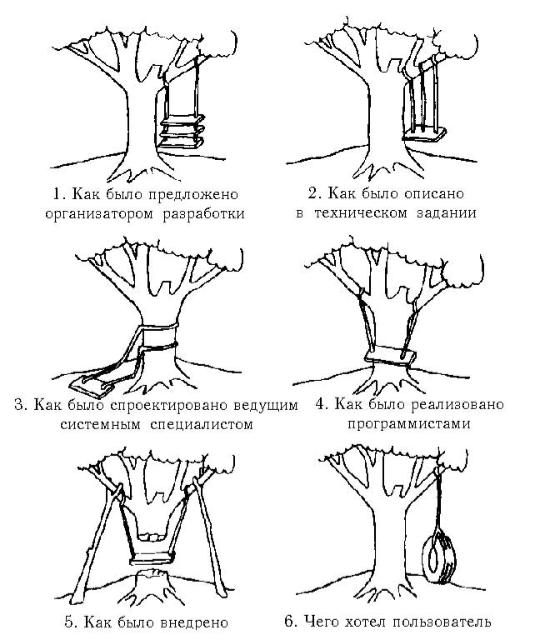 1. Как было предложено
организатором разработки
2. Как было описано
в техническом задании
3. Как было спроектировано ведущим
системным специалистом
4. Как было реализовано
программистами
5. Как было внедрено
6. Чего хотел пользователь